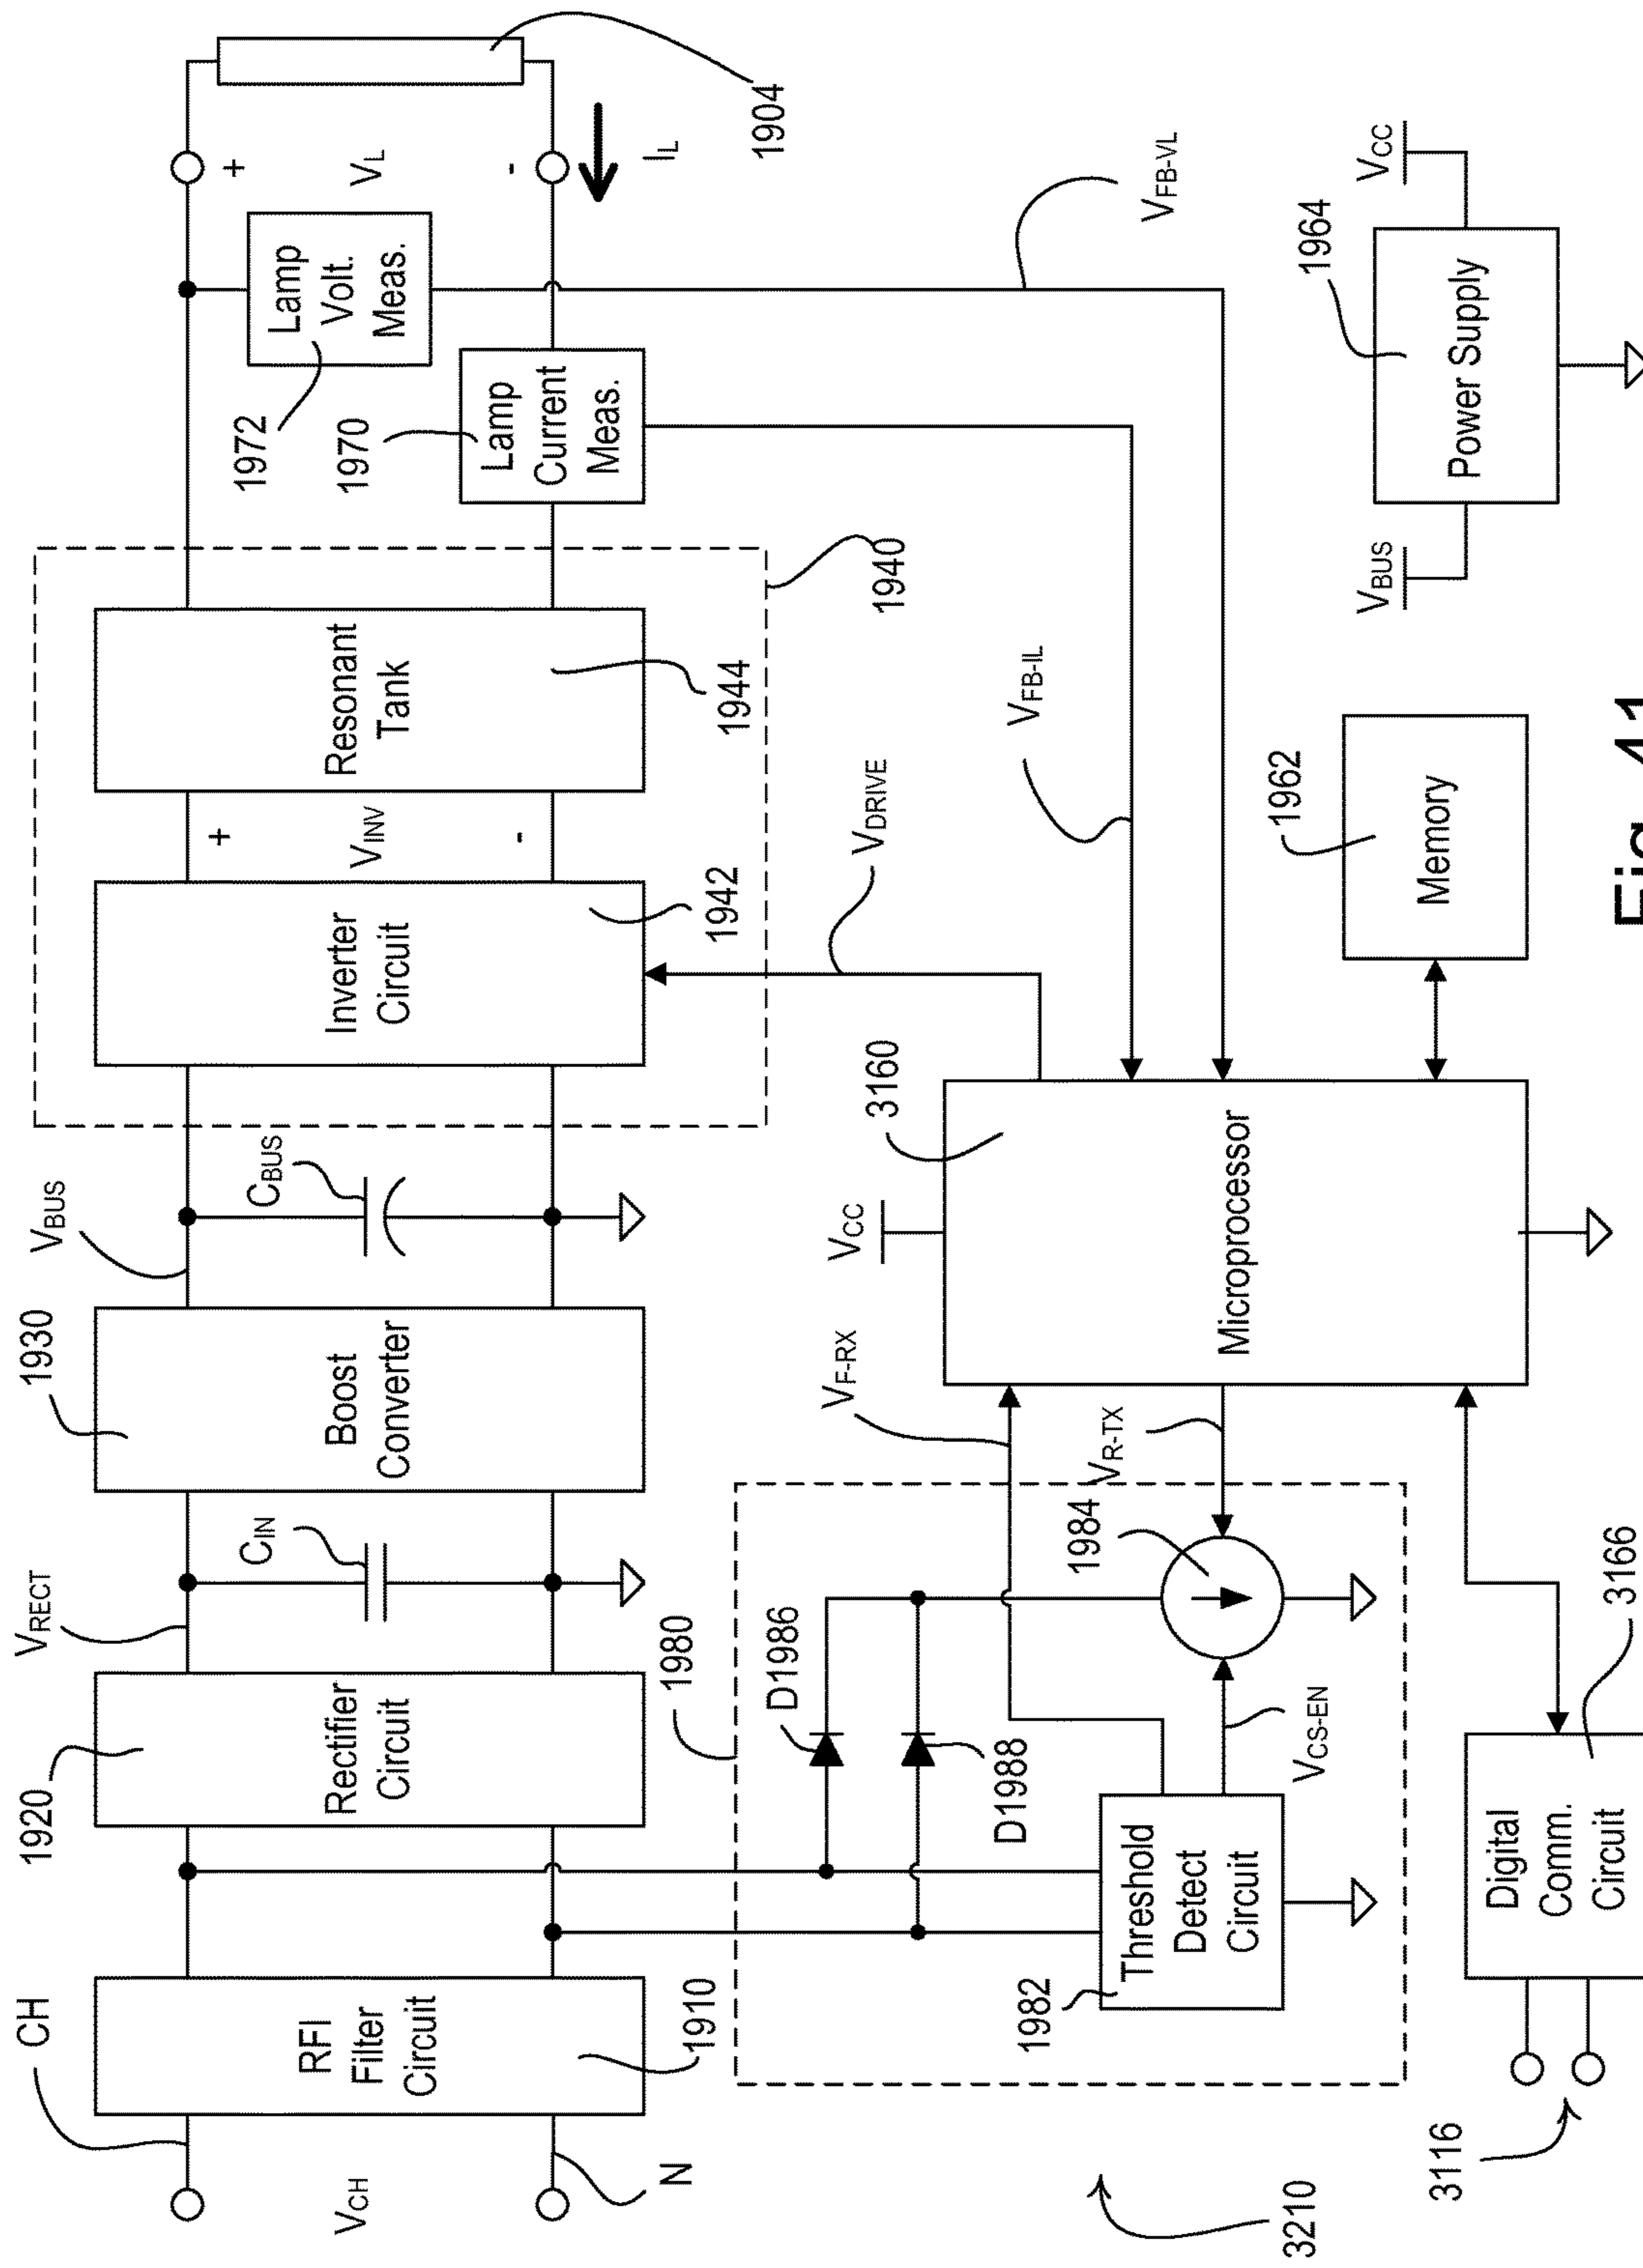 CH
V_CH
N
RFI
Filter
Circuit
1910
1920
Rectifier
Circuit
V_RECT
C_IN
1930
Boost
Converter
V_BUS
C_BUS
Inverter
Circuit
1942
+
V_INV
-
Resonant
Tank
1944
1940
1972
Lamp
Volt.
Meas.
1970
Lamp
Current
Meas.
+
V_L
-
I_L
1904
1980
D1986
D1988
1982
Threshold
Detect
Circuit
V_CS-EN
1984
V_F-RX
V_R-TX
V_CC
3160
Microprocessor
V_DRIVE
V_FB-IL
V_FB-VL
1962
Memory
V_BUS
1964
Power Supply
V_CC
3210
3116
Digital
Comm.
Circuit
3166